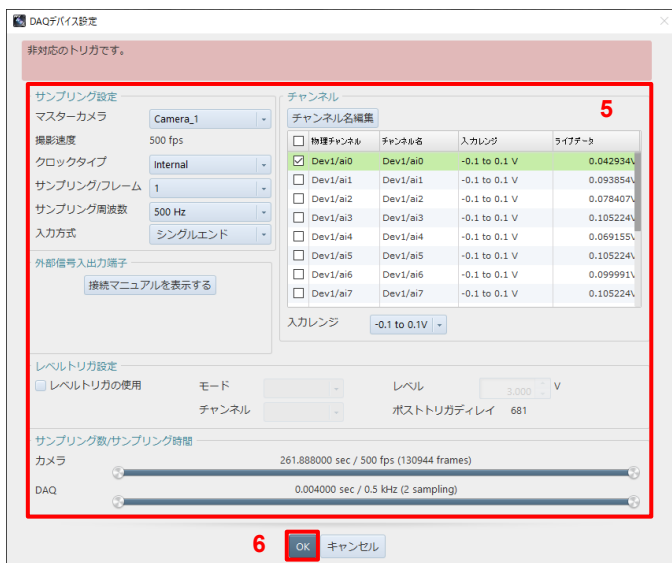 DAQデバイス設定
非対応のトリガです。
サンプリング設定
マスターカメラ Camera_1
撮影速度 500 fps
クロックタイプ Internal
サンプリング/フレーム 1
サンプリング周波数 500 Hz
入力方式 シングルエンド
外部信号入出力端子
接続マニュアルを表示する
チャンネル
5
チャンネル名編集
物理チャンネル チャンネル名 入力レンジ ライブデータ
Dev1/ai0 Dev1/ai0 -0.1 to 0.1 V 0.042934V
Dev1/ai1 Dev1/ai1 -0.1 to 0.1 V 0.093854V
Dev1/ai2 Dev1/ai2 -0.1 to 0.1 V 0.078407V
Dev1/ai3 Dev1/ai3 -0.1 to 0.1 V 0.105224V
Dev1/ai4 Dev1/ai4 -0.1 to 0.1 V 0.069155V
Dev1/ai5 Dev1/ai5 -0.1 to 0.1 V 0.105224V
Dev1/ai6 Dev1/ai6 -0.1 to 0.1 V 0.099991V
Dev1/ai7 Dev1/ai7 -0.1 to 0.1 V 0.105224V
入力レンジ -0.1 to 0.1V
レベルトリガ設定
レベルトリガの使用 モード レベル 3.000 V
チャンネル ポストトリガディレイ 681
サンプリング数/サンプリング時間
カメラ 261.888000 sec / 500 fps (130944 frames)
DAQ 0.004000 sec / 0.5 kHz (2 sampling)
6 OK キャンセル